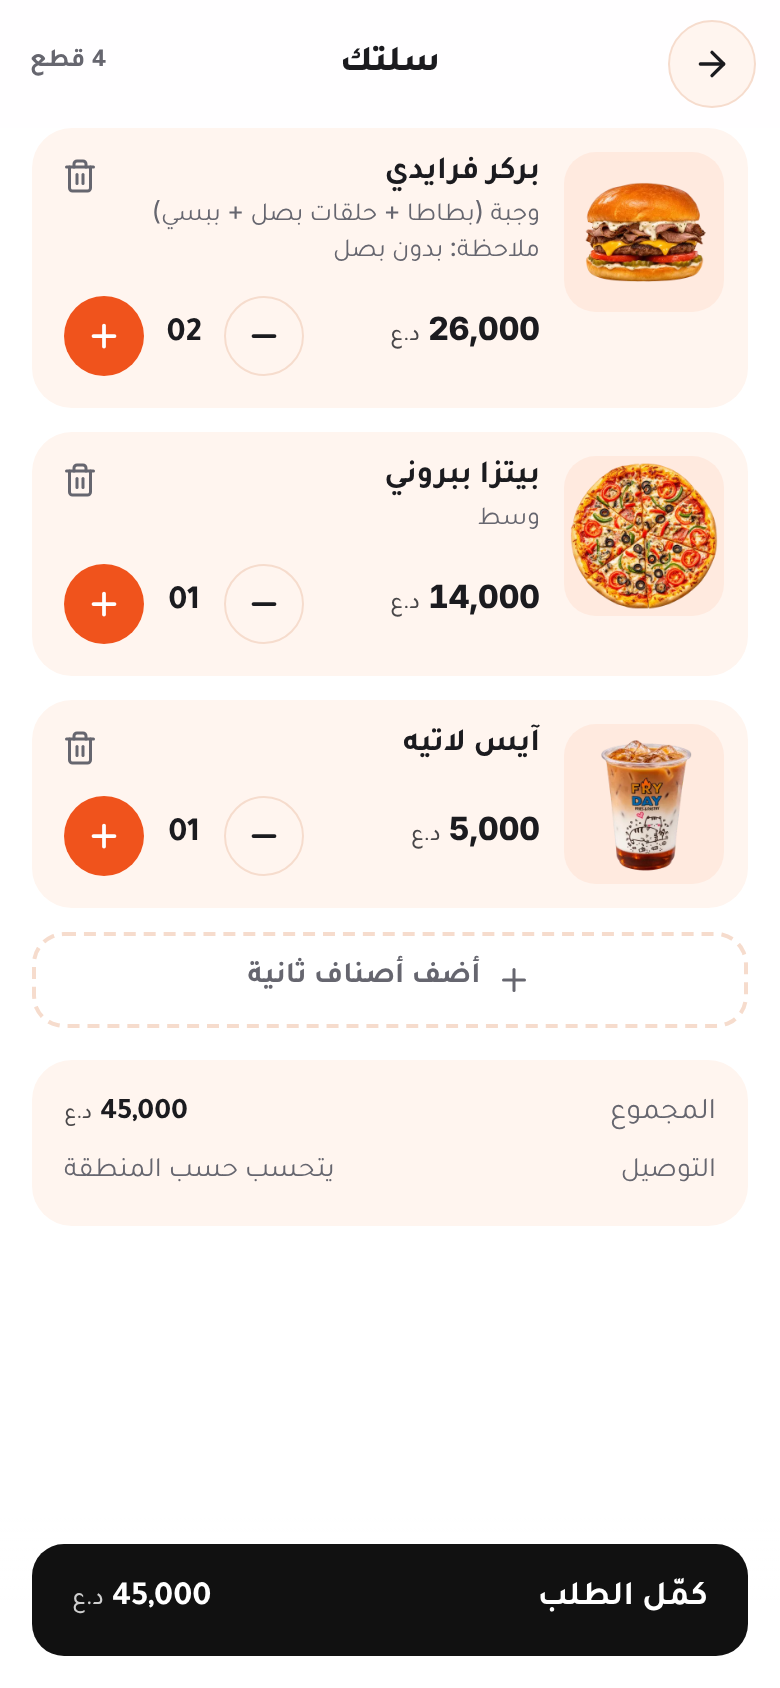 سلتك
4 قطع
بركر فرايدي
وجبة (بطاطا + حلقات بصل + ببسي)
ملاحظة: بدون بصل
26,000 د.ع
02
بيتزا ببروني
وسط
14,000 د.ع
01
آيس لاتيه
FRY
DAY
5,000 د.ع
01
أضف أصناف ثانية
المجموع
45,000 د.ع
التوصيل
يتحسب حسب المنطقة
كمّل الطلب
45,000 د.ع